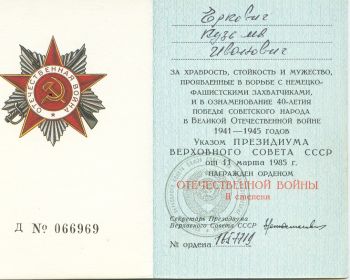 ОТЕЧЕСТВЕННАЯ ВОЙНА
Д № 066969
Еркович
Кузьма
Иванович
ЗА ХРАБРОСТЬ, СТОЙКОСТЬ И МУЖЕСТВО,
ПРОЯВЛЕННЫЕ В БОРЬБЕ С НЕМЕЦКО-
ФАШИСТСКИМИ ЗАХВАТЧИКАМИ,
И В ОЗНАМЕНОВАНИЕ 40-ЛЕТИЯ
ПОБЕДЫ СОВЕТСКОГО НАРОДА
В ВЕЛИКОЙ ОТЕЧЕСТВЕННОЙ ВОЙНЕ
1941—1945 ГОДОВ
УКАЗОМ ПРЕЗИДИУМА
ВЕРХОВНОГО СОВЕТА СССР
от 11 марта 1985 г.
НАГРАЖДЕН ОРДЕНОМ
ОТЕЧЕСТВЕННОЙ ВОЙНЫ
II степени
Секретарь Президиума
Верховного Совета СССР
№ ордена